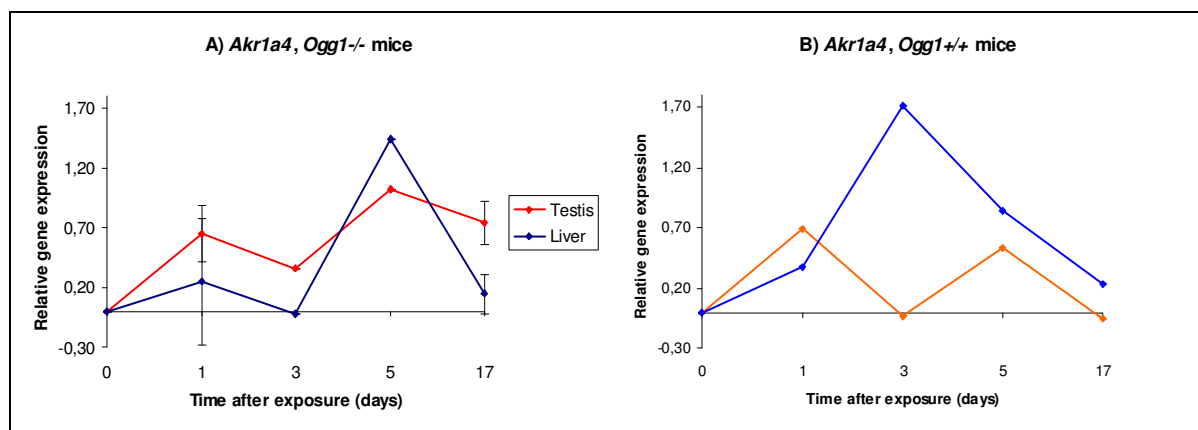 A) Akr1a4, Ogg1-/- mice
Relative gene expression
1,70
1,20
0,70
0,20
-0,30
0 1 3 5 17
Time after exposure (days)
Testis
Liver
B) Akr1a4, Ogg1+/+ mice
Relative gene expression
1,70
1,20
0,70
0,20
-0,30
0 1 3 5 17
Time after exposure (days)